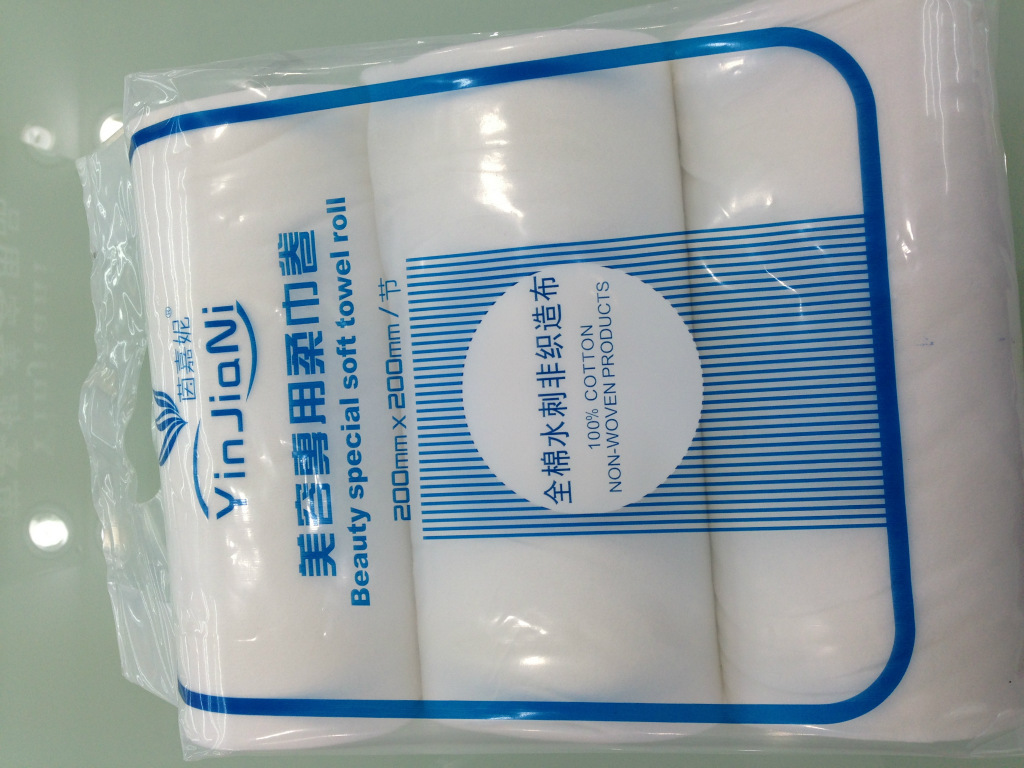 茵嘉妮®
YinJiaNi
美容专用柔巾卷
Beauty special soft towel roll
200mm X 200mm / 节
全棉水刺非织造布
100% COTTON
NON-WOVEN PRODUCTS